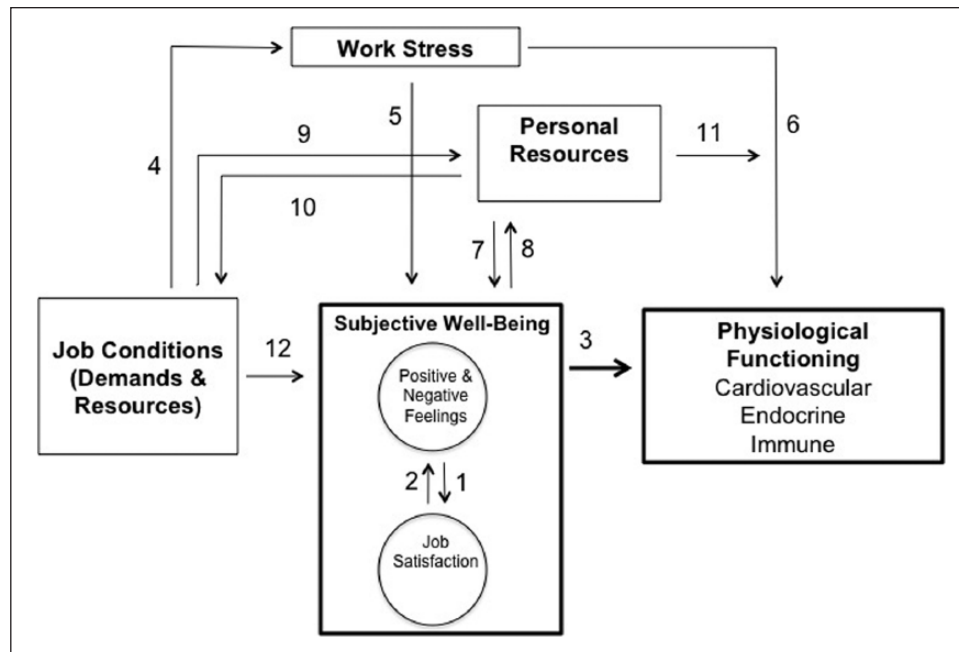 Work Stress
5
9
Personal
Resources
11
6
4
10
7
8
Job Conditions
(Demands &
Resources)
12
Subjective Well-Being
Positive &
Negative
Feelings
2
1
Job
Satisfaction
3
Physiological
Functioning
Cardiovascular
Endocrine
Immune